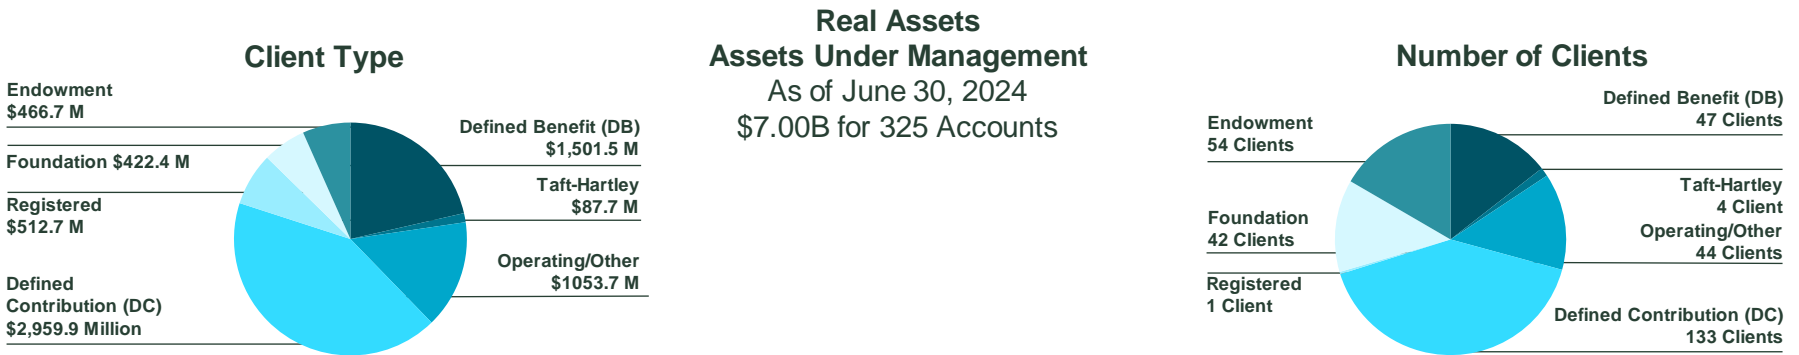 Real Assets
Assets Under Management
As of June 30, 2024
$7.00B for 325 Accounts
Client Type
Endowment
$466.7 M
Foundation $422.4 M
Registered
$512.7 M
Defined
Contribution (DC)
$2,959.9 Million
Defined Benefit (DB)
$1,501.5 M
Taft-Hartley
$87.7 M
Operating/Other
$1053.7 M
Number of Clients
Endowment
54 Clients
Foundation
42 Clients
Registered
1 Client
Defined Benefit (DB)
47 Clients
Taft-Hartley
4 Client
Operating/Other
44 Clients
Defined Contribution (DC)
133 Clients